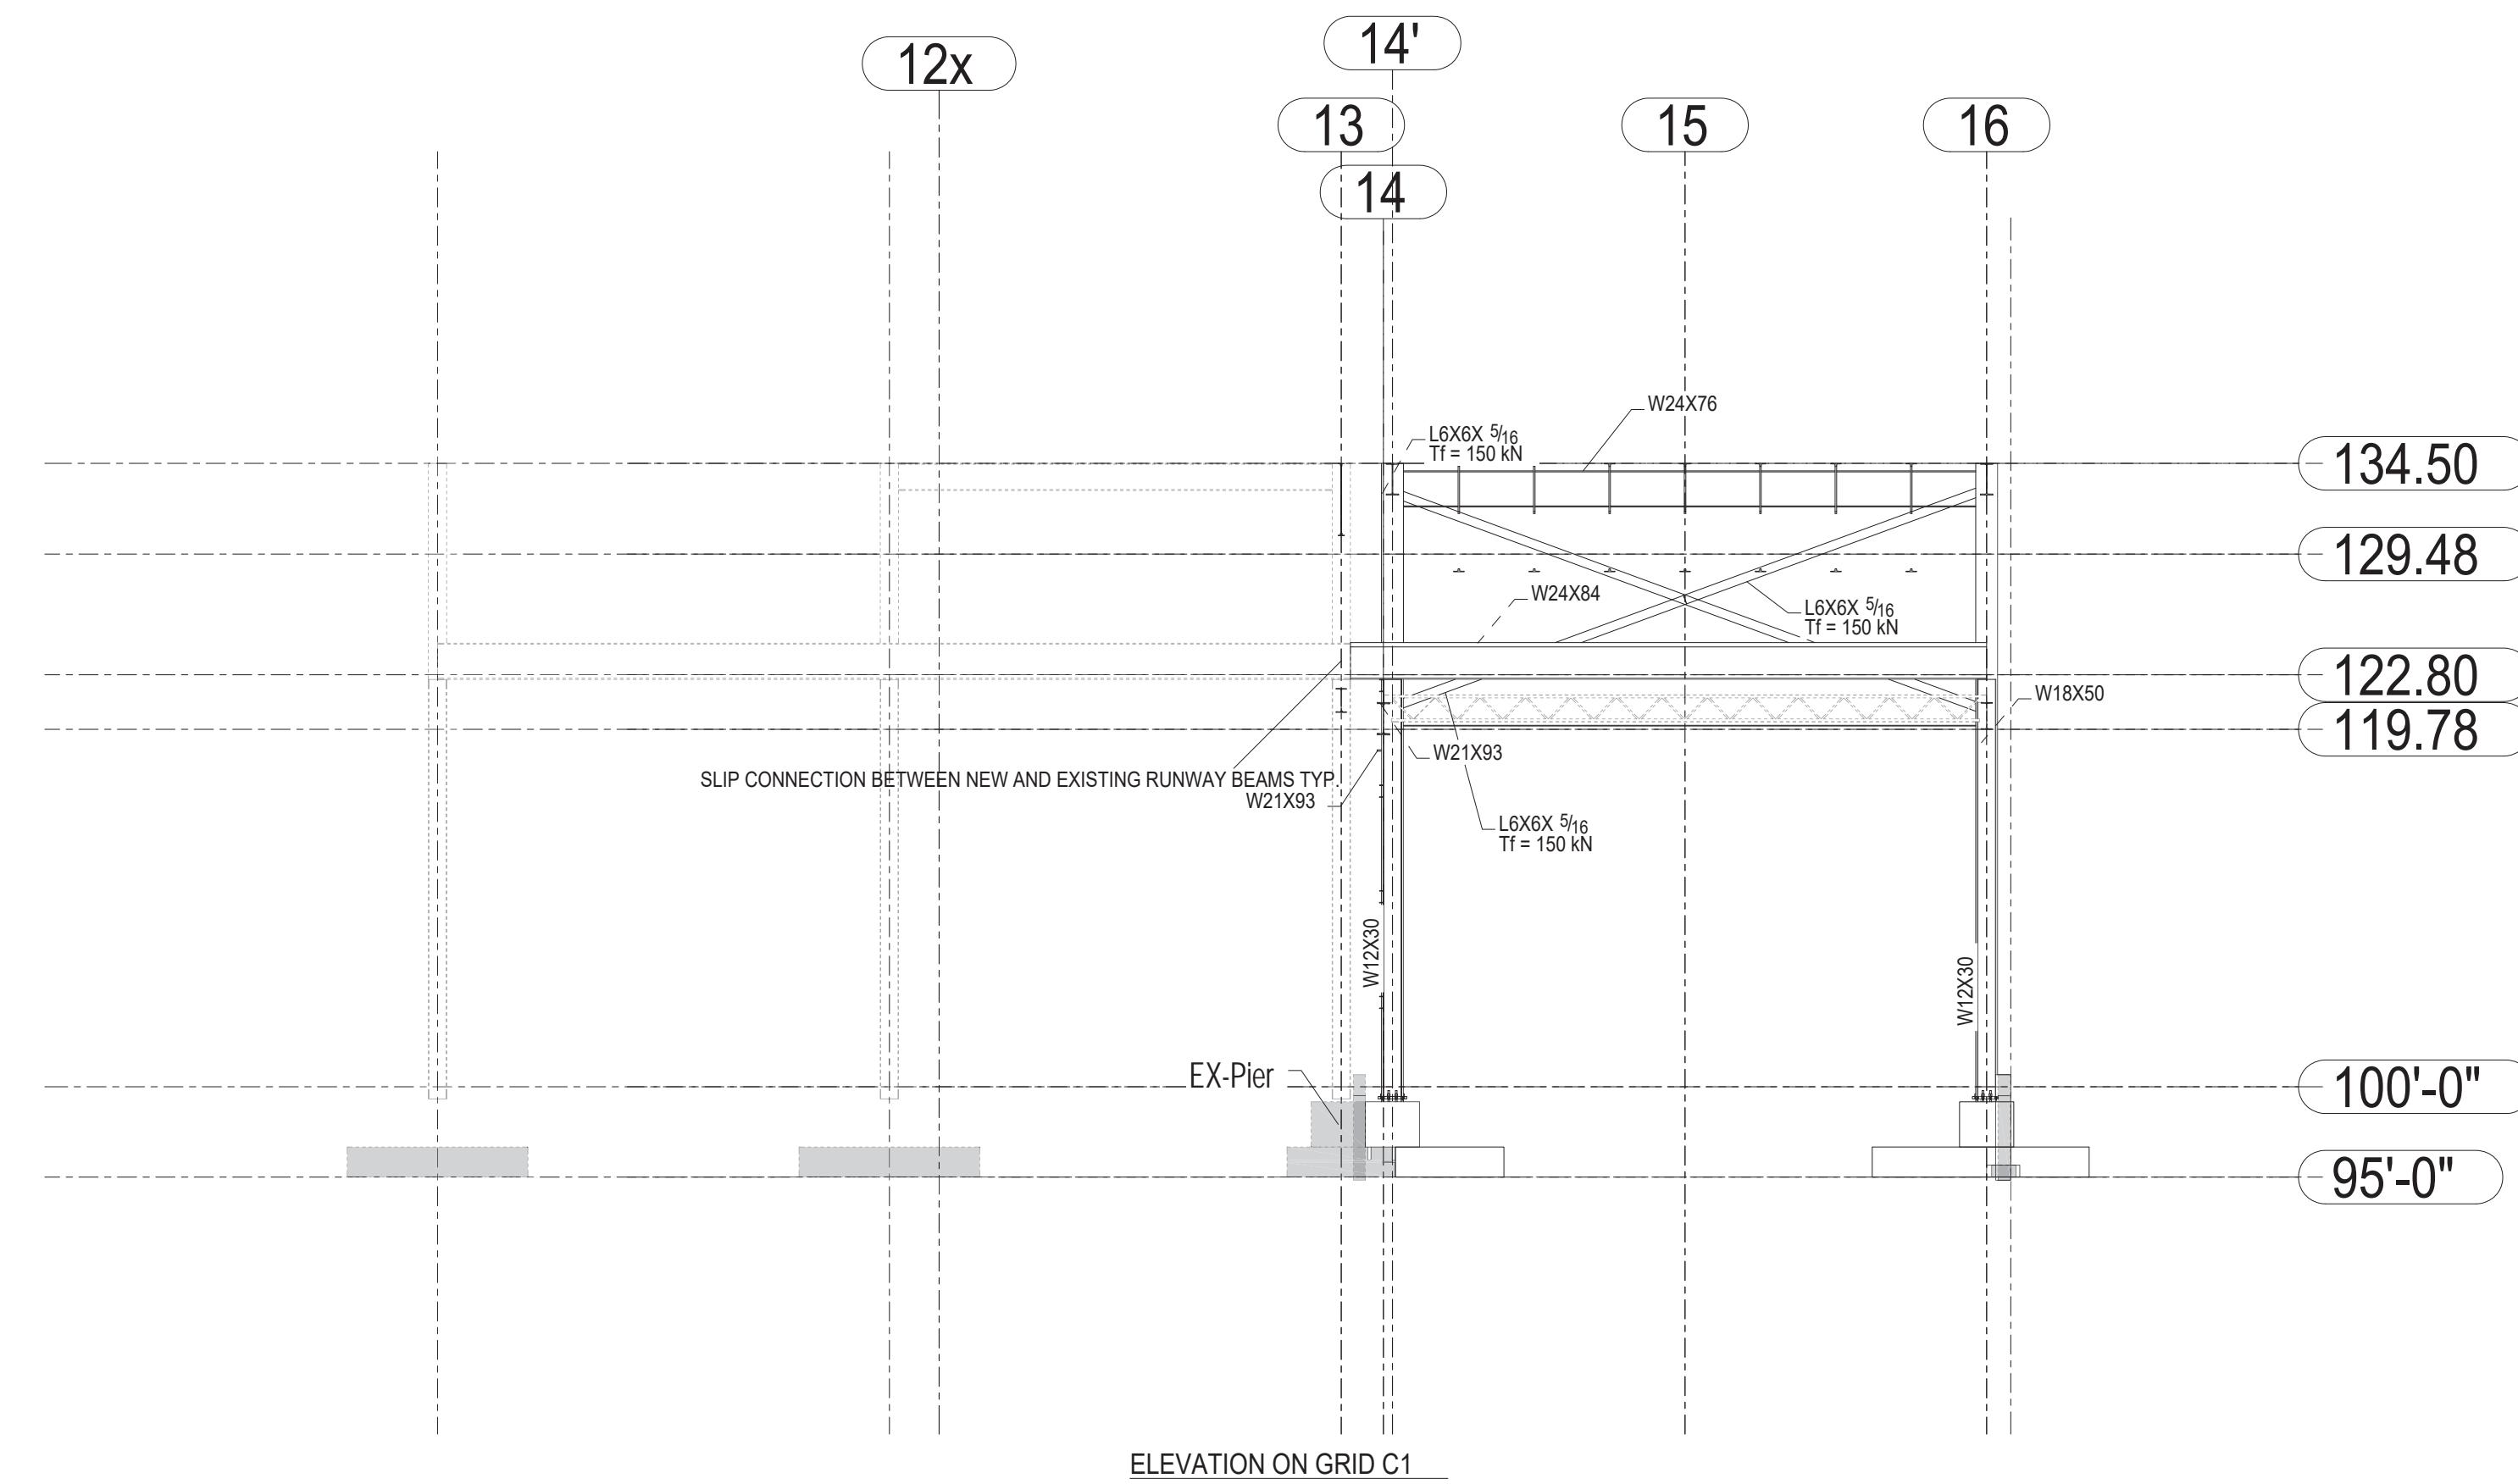 14'
12x
13
15
16
14
W24X76
L6X6X 5/16
Tf = 150 kN
134.50
129.48
W24X84
L6X6X 5/16
Tf = 150 kN
122.80
W18X50
119.78
W21X93
SLIP CONNECTION BETWEEN NEW AND EXISTING RUNWAY BEAMS TYP.
W21X93
L6X6X 5/16
Tf = 150 kN
W12X30
W12X30
EX-Pier
100'-0"
95'-0"
ELEVATION ON GRID C1